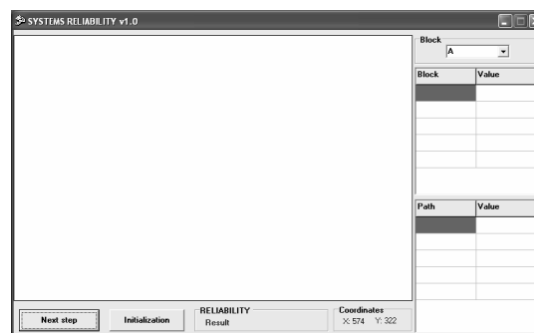 SYSTEMS RELIABILITY v1.0
Block
A
Block Value
Path Value
Next step
Initialization
RELIABILITY
Result
Coordinates
X: 574 Y: 322